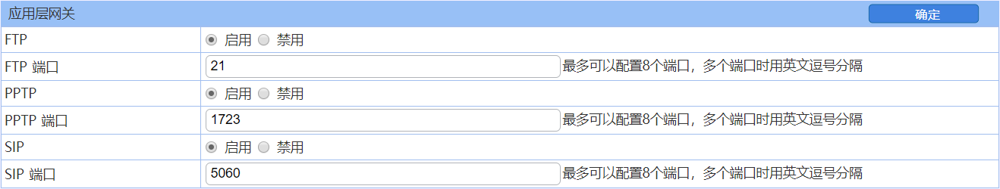 应用层网关 确定
FTP 启用 禁用
FTP 端口 21 最多可以配置8个端口，多个端口时用英文逗号分隔
PPTP 启用 禁用
PPTP 端口 1723 最多可以配置8个端口，多个端口时用英文逗号分隔
SIP 启用 禁用
SIP 端口 5060 最多可以配置8个端口，多个端口时用英文逗号分隔